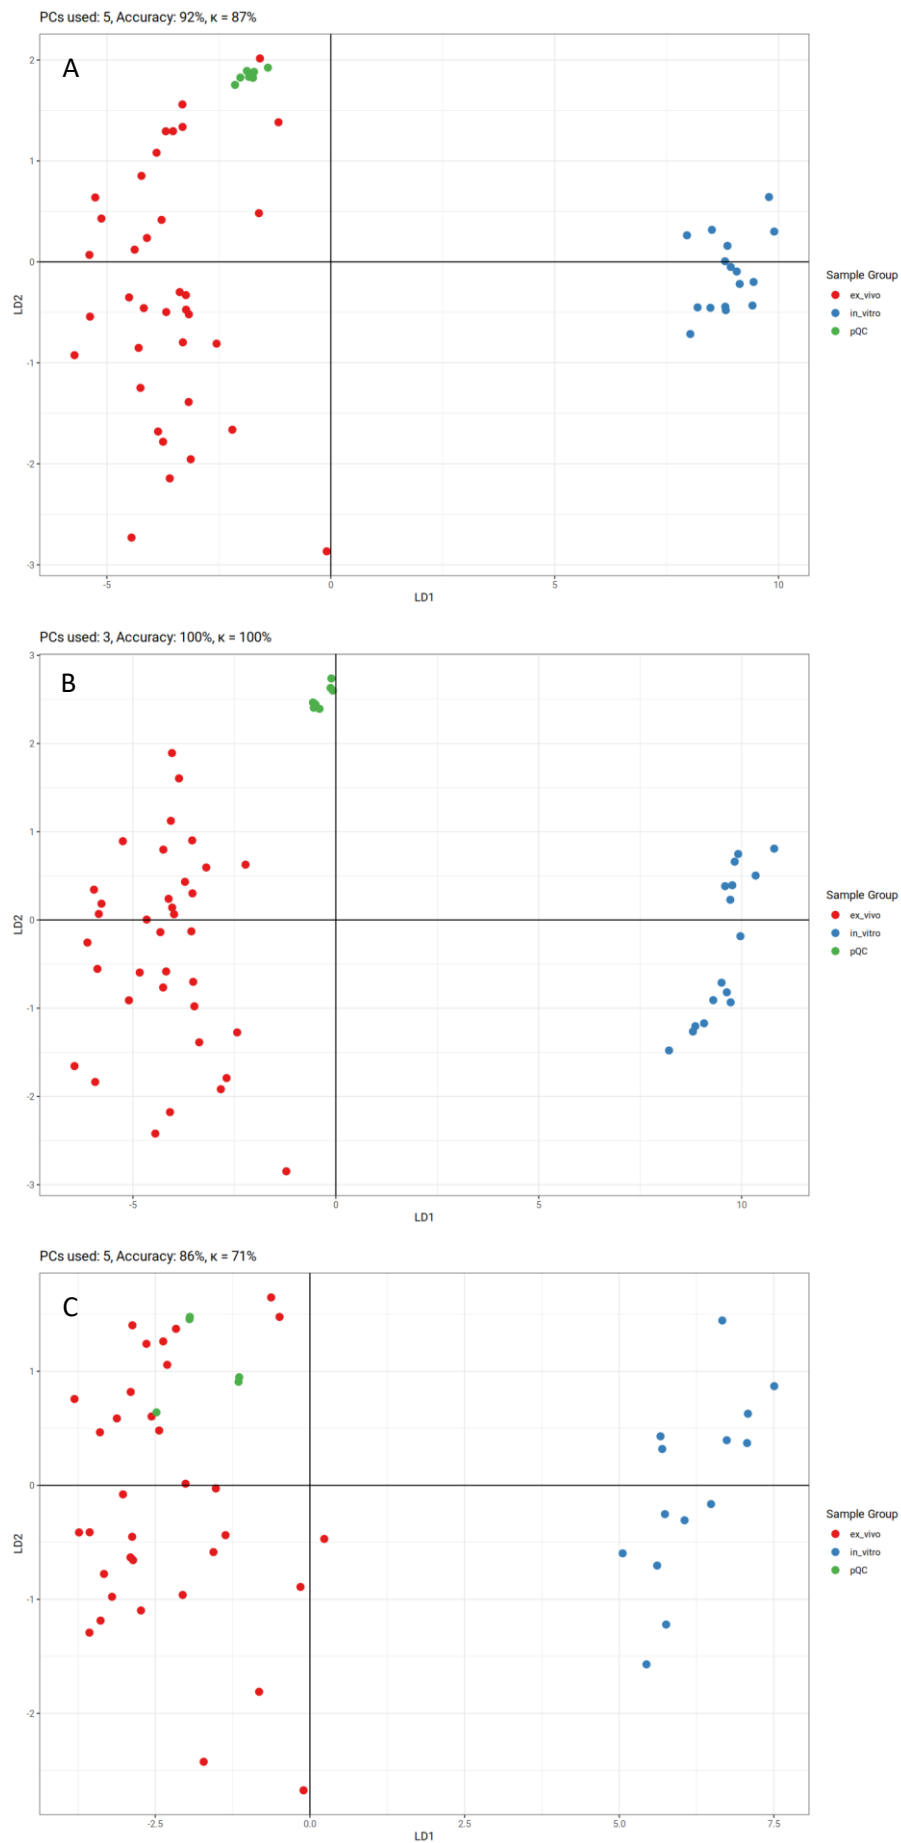 PCs used: 5, Accuracy: 92%, κ = 87%
A
2
1
0
-1
-2
-3
LD2
-5
0
5
10
LD1
Sample Group
ex_vivo
in_vitro
pQC
PCs used: 3, Accuracy: 100%, κ = 100%
B
3
2
1
0
-1
-2
-3
LD2
-5
0
5
10
LD1
Sample Group
ex_vivo
in_vitro
pQC
PCs used: 5, Accuracy: 86%, κ = 71%
C
1
0
-1
-2
LD2
-2.5
0.0
2.5
5.0
7.5
LD1
Sample Group
ex_vivo
in_vitro
pQC